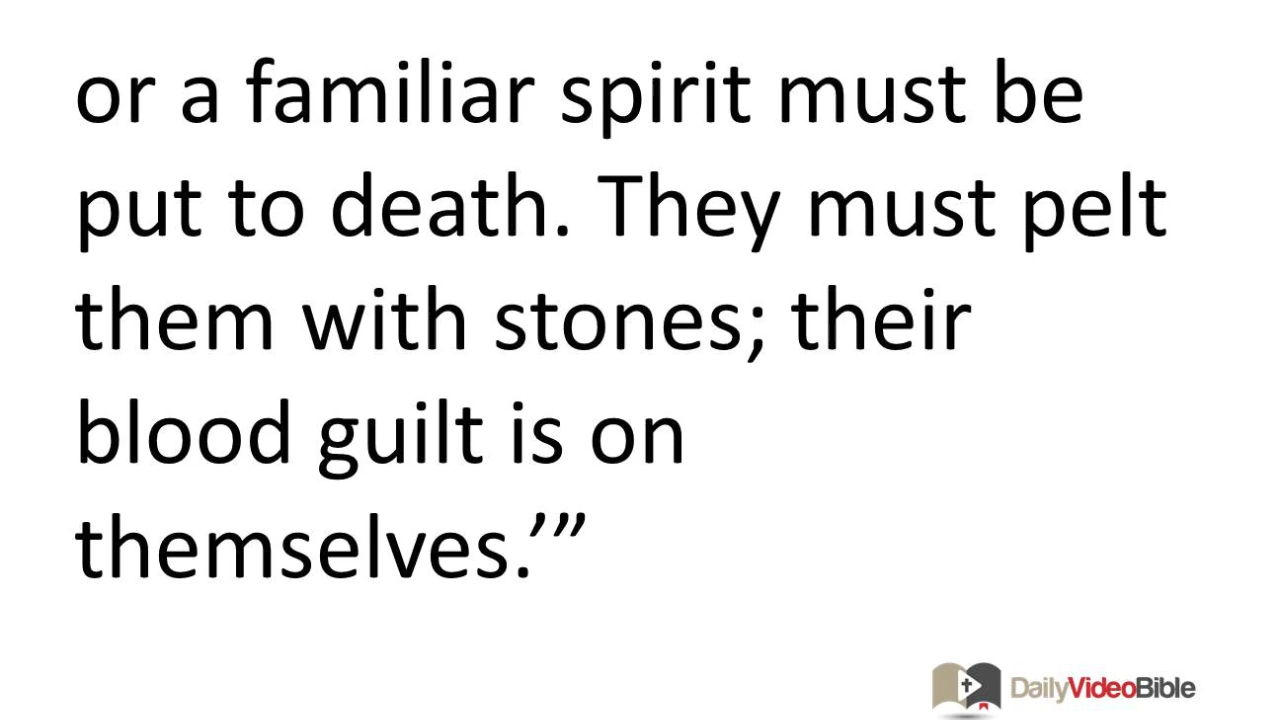 or a familiar spirit must be
put to death. They must pelt
them with stones; their
blood guilt is on
themselves.’”
DailyVideoBible